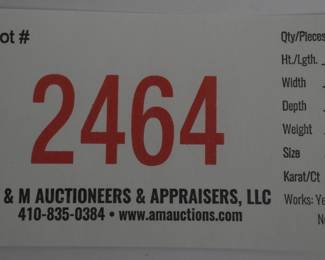 ot #
2464
& M AUCTIONEERS & APPRAISERS, LLC
410-835-0384 • www.amauctions.com
Qty/Pieces
Ht./Lgth.
Width
Depth
Weight
Size
Karat/Ct
Works: Ye
N